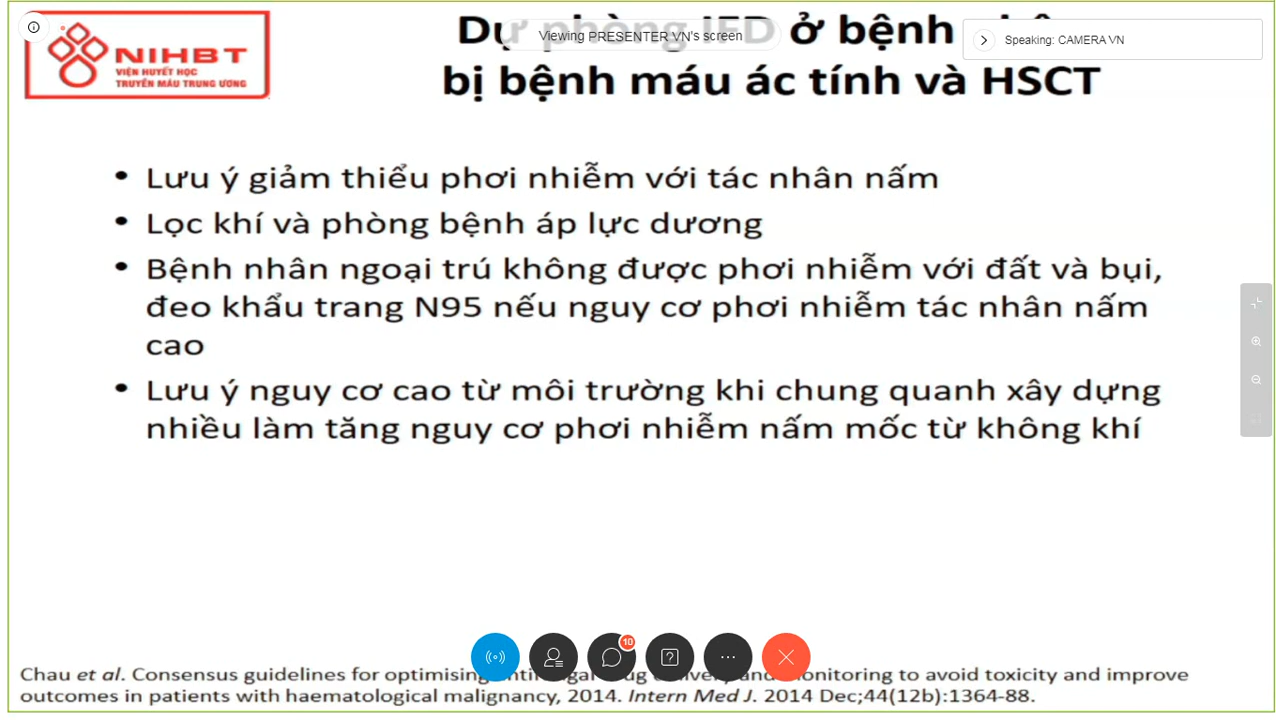 NIHBT
VIỆN HUYẾT HỌC
TRUYỀN MÁU TRUNG ƯƠNG
Dự phòng IFD ở bệnh
bị bệnh máu ác tính và HSCT
Viewing PRESENTER.VN's screen
Speaking: CAMERA.VN
• Lưu ý giảm thiểu phơi nhiễm với tác nhân nấm
• Lọc khí và phòng bệnh áp lực dương
• Bệnh nhân ngoại trú không được phơi nhiễm với đất và bụi,
đeo khẩu trang N95 nếu nguy cơ phơi nhiễm tác nhân nấm
cao
• Lưu ý nguy cơ cao từ môi trường khi chung quanh xây dựng
nhiều làm tăng nguy cơ phơi nhiễm nấm mốc từ không khí
10
Chau et al. Consensus guidelines for optimising and monitoring to avoid toxicity and improve
outcomes in patients with haematological malignancy, 2014. Intern Med J. 2014 Dec;44(12b):1364-88.